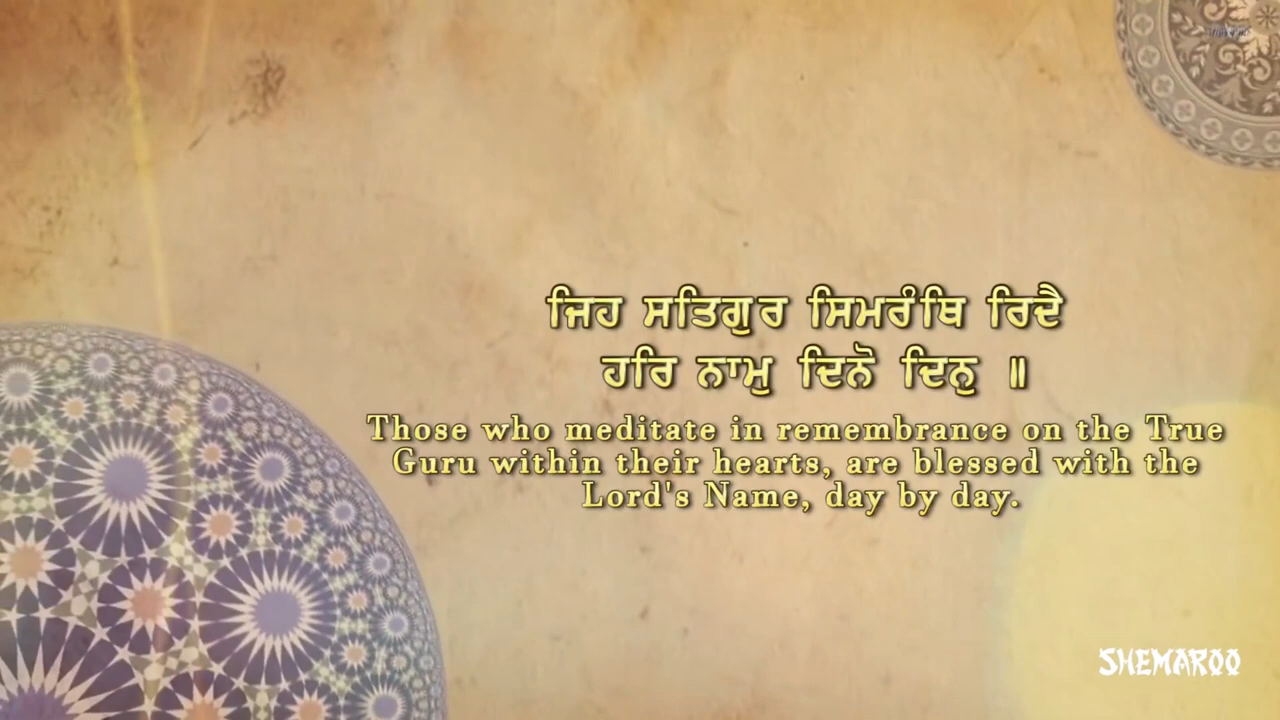 ਜਿਹ ਸਤਿਗੁਰ ਸਿਮਰੰਥਿ ਰਿਦੈ
ਹਰਿ ਨਾਮੁ ਦਿਨੋ ਦਿਨੁ ॥
Those who meditate in remembrance on the True
Guru within their hearts, are blessed with the
Lord's Name, day by day.
SHEMAROO